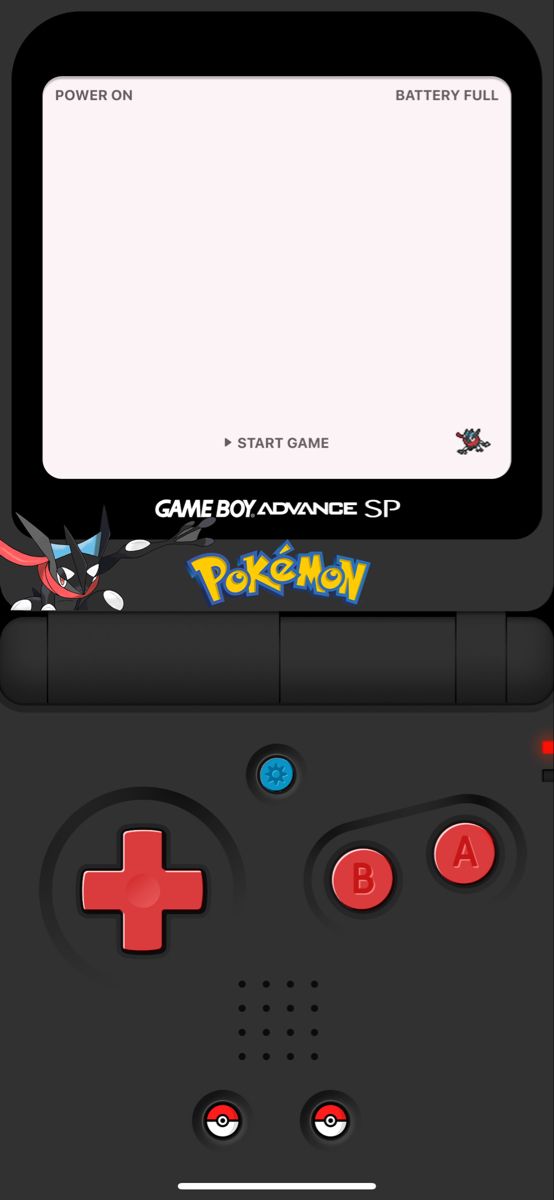 POWER ON
BATTERY FULL
START GAME
GAME BOY ADVANCE SP
POKéMON
B
A